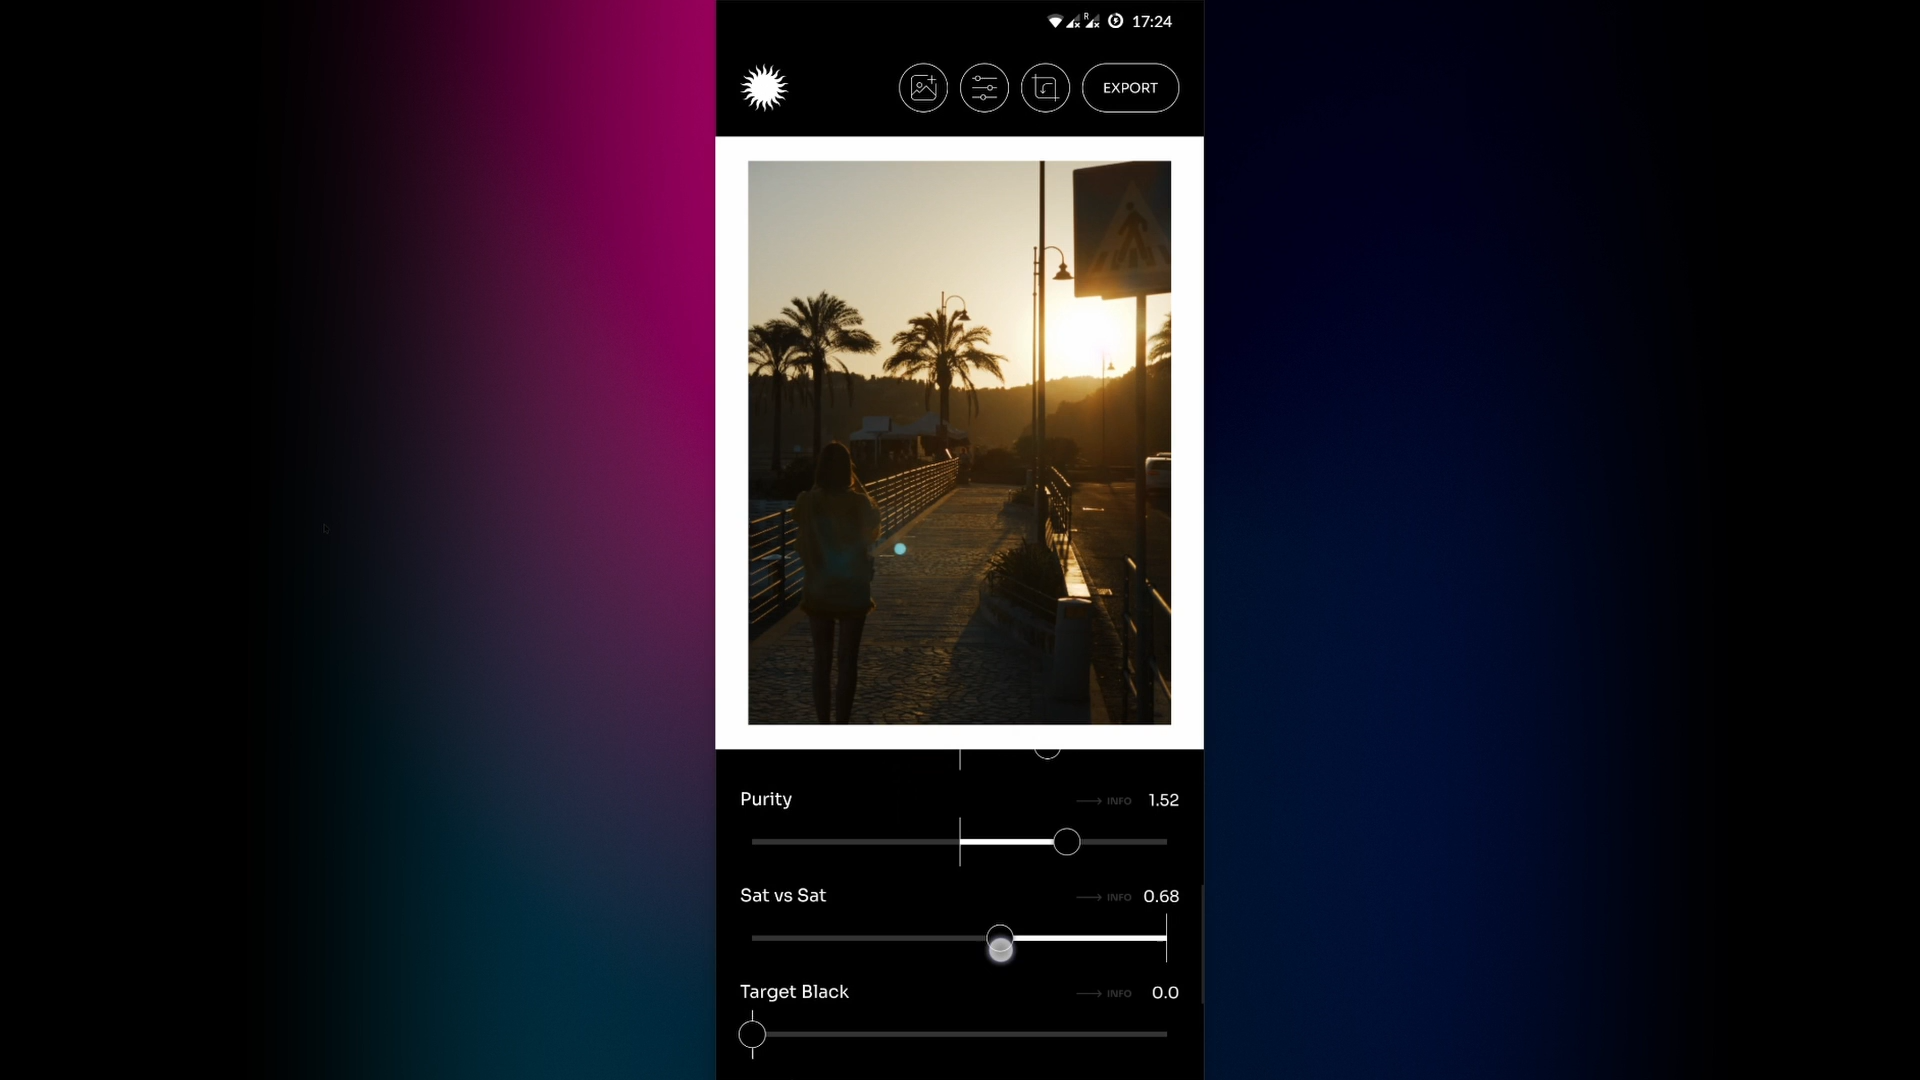 R 17:24
EXPORT
Purity → INFO 1.52
Sat vs Sat → INFO 0.68
Target Black → INFO 0.0